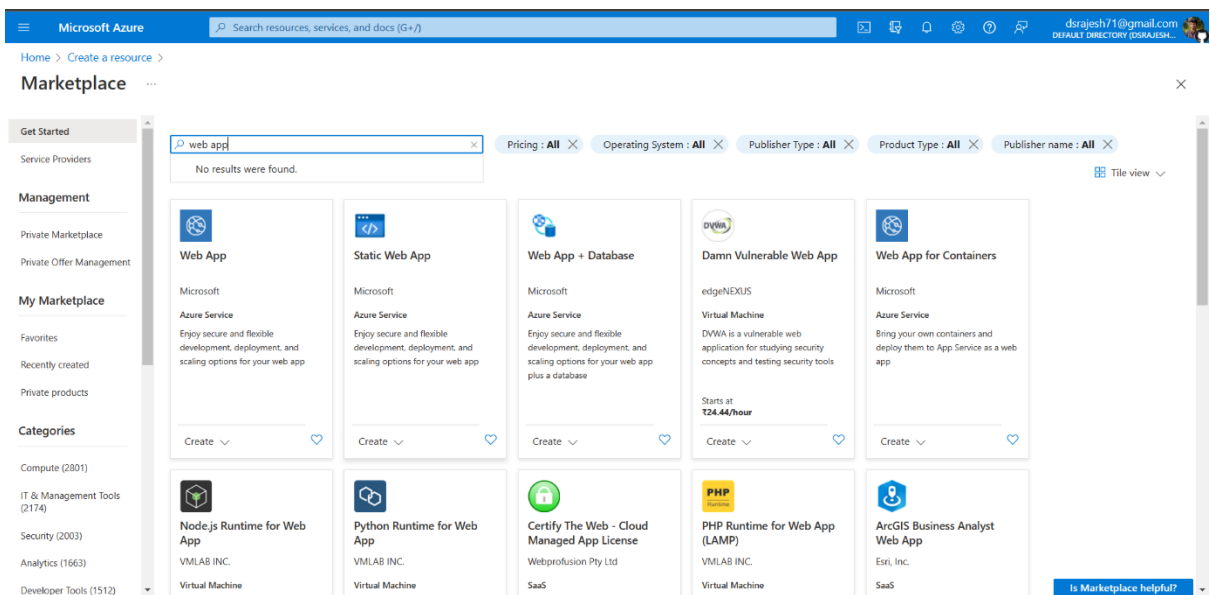 Microsoft Azure
Search resources, services, and docs (G+/)
dsrajesh71@gmail.com
DEFAULT DIRECTORY (DSRAJESH...
Home > Create a resource >
Marketplace ...
Get Started
Service Providers
Management
Private Marketplace
Private Offer Management
My Marketplace
Favorites
Recently created
Private products
Categories
Compute (2801)
IT & Management Tools
(2174)
Security (2003)
Analytics (1663)
Developer Tools (1512)
web app
Pricing : All
Operating System : All
Publisher Type : All
Product Type : All
Publisher name : All
No results were found.
Tile view
Web App
Microsoft
Azure Service
Enjoy secure and flexible
development, deployment, and
scaling options for your web app
Create
Static Web App
Microsoft
Azure Service
Enjoy secure and flexible
development, deployment, and
scaling options for your web app
Create
Web App + Database
Microsoft
Azure Service
Enjoy secure and flexible
development, deployment, and
scaling options for your web app
plus a database
Create
DVWA
Damn Vulnerable Web App
edgeNEXUS
Virtual Machine
DVWA is a vulnerable web
application for studying security
concepts and testing security tools
Starts at
₹24.44/hour
Create
Web App for Containers
Microsoft
Azure Service
Bring your own containers and
deploy them to App Service as a web
app
Create
Node.js Runtime for Web
App
VMLAB INC.
Virtual Machine
Python Runtime for Web
App
VMLAB INC.
Virtual Machine
Certify The Web - Cloud
Managed App License
Webprofusion Pty Ltd
SaaS
PHP
Runtime
PHP Runtime for Web App
(LAMP)
VMLAB INC.
Virtual Machine
ArcGIS Business Analyst
Web App
Esri, Inc.
SaaS
Is Marketplace helpful?